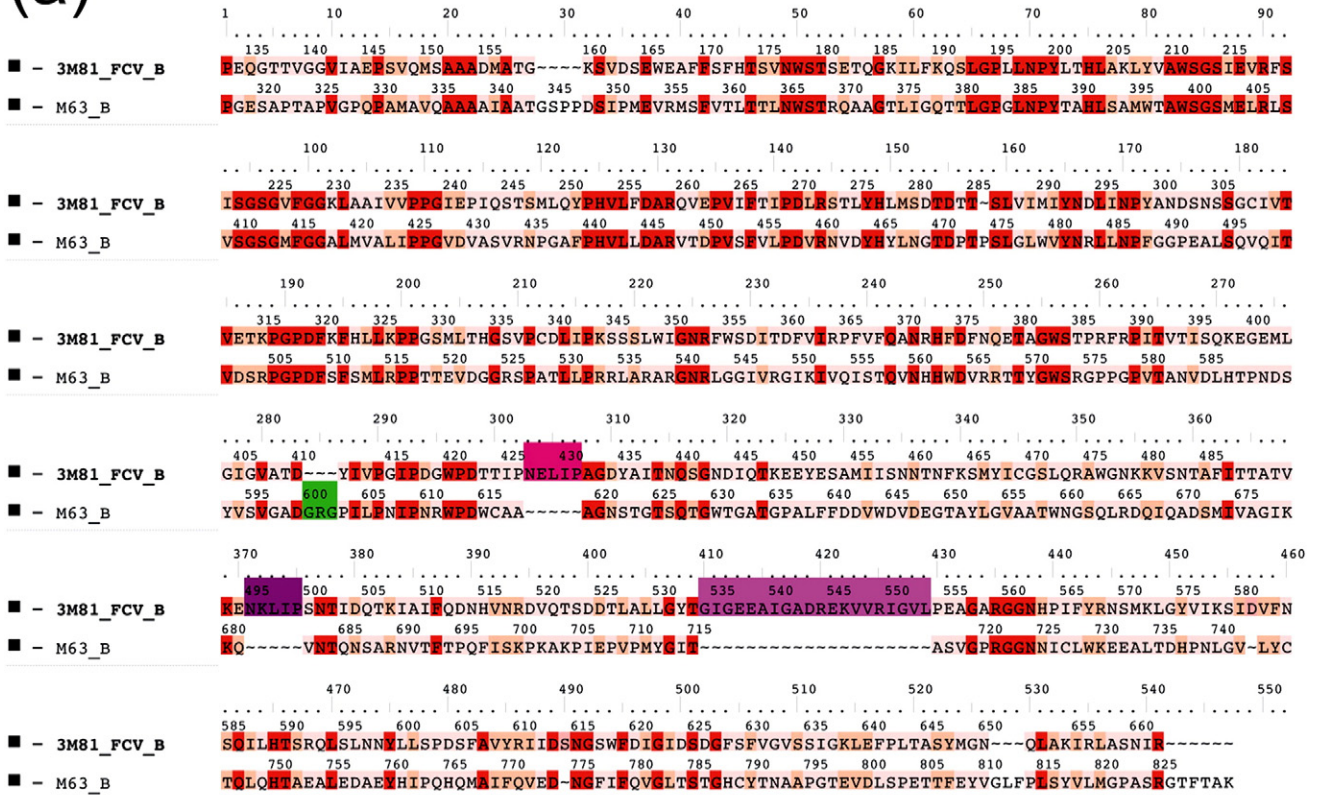 (a)
1 10 20 30 40 50 60 70 80 90
135 140 145 150 155 160 165 170 175 180 185 190 195 200 205 210 215
- 3M81_FCV_B PEQGTTVGGVIAEPSVQMSAAADMATG~~~~KSVDSEWEAFFSFHTSVNWSTSETQGKILFKQSLGPLLNPYLTHLAKLYVAWSGSIEVRFS
320 325 330 335 340 345 350 355 360 365 370 375 380 385 390 395 400 405
- M63_B PGESAPTAPVGPQPAMAVQAAAAAIAATGSPPDSIPMEVRMSFVTLTTLNWSTRQAAGTLIGQTTLGPGLNPYTAHLSAMWTAWSGSMELRLS
100 110 120 130 140 150 160 170 180
225 230 235 240 245 250 255 260 265 270 275 280 285 290 295 300 305
- 3M81_FCV_B ISGSGVFGGKLAAIVVPPGIEPIQSTSMLQYPHVLFDARQVEPVIFTIPDLRSTLYHLMSDTDTT~SLVIMIYNDLINPYANDSNSSGCIVT
410 415 420 425 430 435 440 445 450 455 460 465 470 475 480 485 490 495
- M63_B VSGSGMFGGALMVALIPPGVDVASVRNPGAFPHVLLDARVTDPVSFVLPDVRNVDYHYLNGTDPTPSLGLWVYNRLLNPFGGPEALSQVQIT
190 200 210 220 230 240 250 260 270
315 320 325 330 335 340 345 350 355 360 365 370 375 380 385 390 395 400
- 3M81_FCV_B VETKPGPDFKFHLLKPPGSMLTHGSVPCDLIPKSSSLWIGNRFWSDITDFVIRPFVFQANRHFDFNQETAGWSTPRFRPITVTISQKEGEML
505 510 515 520 525 530 535 540 545 550 555 560 565 570 575 580 585
- M63_B VDSRPGPDFSFSMLRPPTTEVDGGRSPATLLPRRLARARGNRLGGIVRGIKIVQISTQVNHHWDVRRTTYGWSRGPPGPVTANVDLHTPNDS
280 290 300 310 320 330 340 350 360
405 410 415 420 425 430 435 440 445 450 455 460 465 470 475 480 485
- 3M81_FCV_B GIGVATD~~~YIVPGIPDGWPDTTIPNELIPAGDYAITNQSGNDIQTKEEYESAMIISNNTNFKSMYICGSLQRAWGNKKVSNTAFITTATV
595 600 605 610 615 620 625 630 635 640 645 650 655 660 665 670 675
- M63_B YVSVGADGRGPILPNIPNRWPDWCAA~~~~~AGNSTGTSQTGWTGATGPALFFDDVWDVDEGTAYLGVAATWNGSQLRDQIQADSMIVAGIK
370 380 390 400 410 420 430 440 450 460
495 500 505 510 515 520 525 530 535 540 545 550 555 560 565 570 575 580
- 3M81_FCV_B KENKLIPSNTIDQTKIAIFQDNHVNRDVQTSDDTLALLGYTGIGEEAIGADREKVVRIGVLPEAGARGGNHPIFYRNSMKLGYVIKSIDVFN
680 685 690 695 700 705 710 715 720 725 730 735 740
- M63_B KQ~~~~~VNTQNSARNVTFTPQFISKPKAKPIEPVPMYGIT~~~~~~~~~~~~~~~~~~~~ASVGPRGGNNICLWKEEALTDHPNLGV~LYC
470 480 490 500 510 520 530 540 550
585 590 595 600 605 610 615 620 625 630 635 640 645 650 655 660
- 3M81_FCV_B SQILHTSRQLSLNNYLLSPDSFAVYRIIDSNGSWFDIGIDSDGFSFVGVSSIGKLEFPLTASYMGN~~~QLAKIRLASNIR~~~~~~
750 755 760 765 770 775 780 785 790 795 800 805 810 815 820 825
- M63_B TQLQHTAEALEDAEYHIPQHQMAIFQVED~NGFIFQVGLTSTGHCYTNAAPGTEVDLSPETTFEYVGLFPLSYVLMGPASRGTFTAK